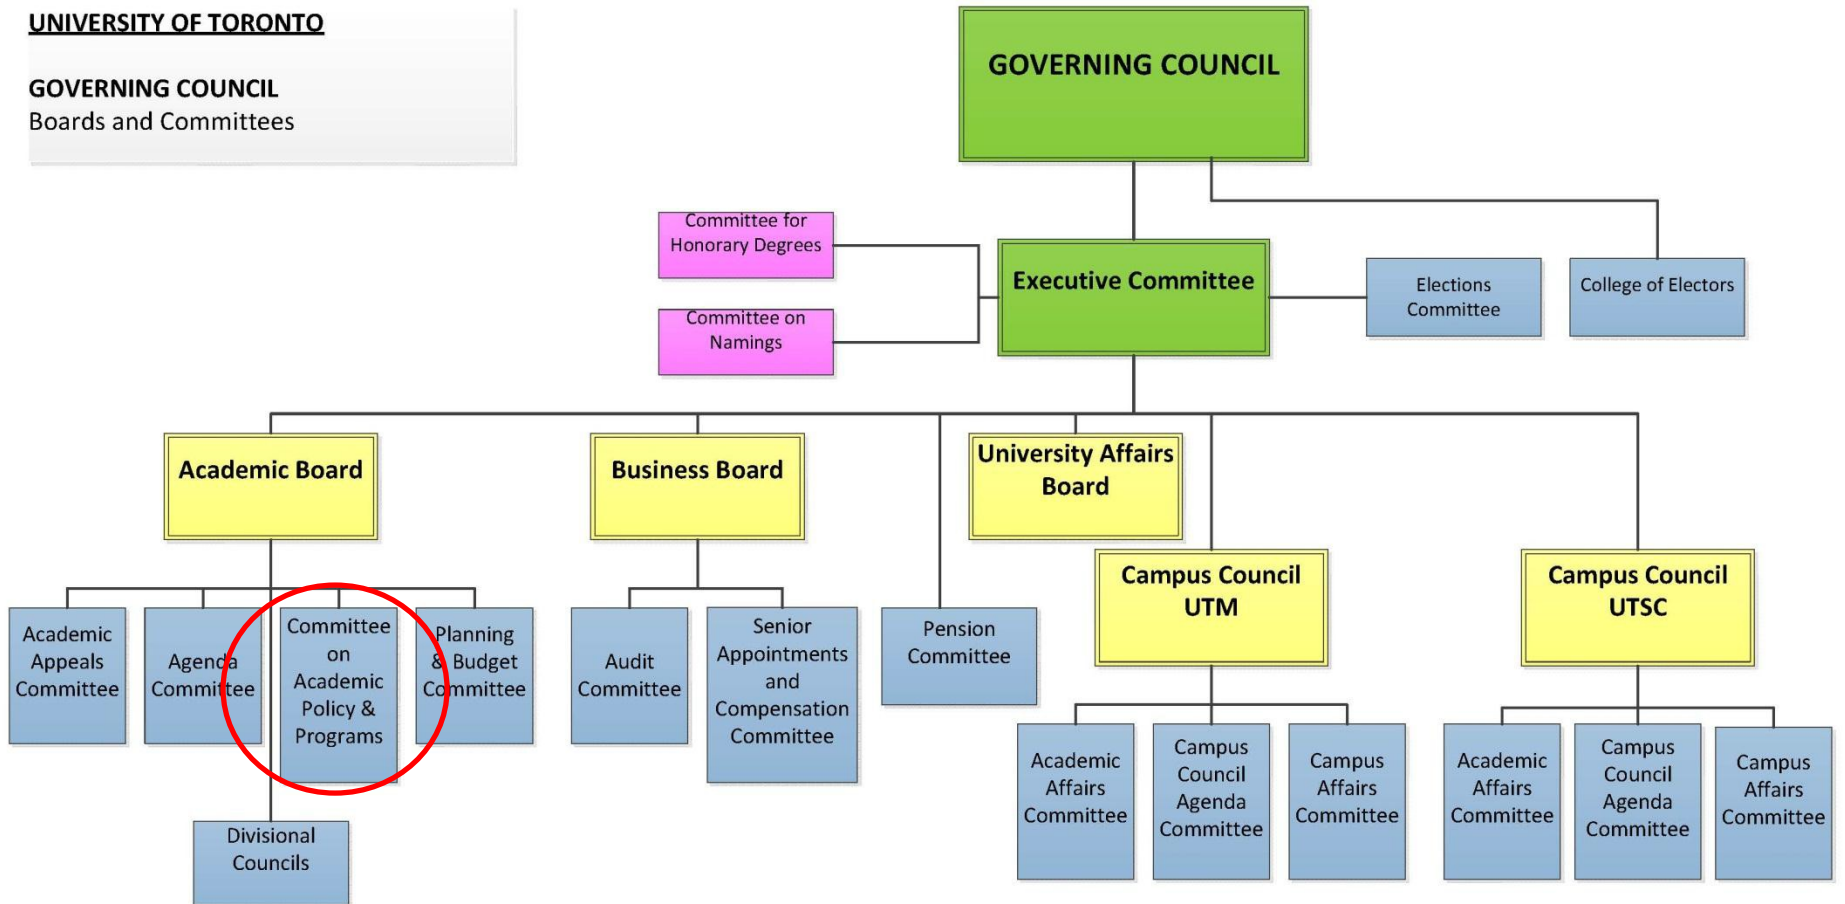 UNIVERSITY OF TORONTO
GOVERNING COUNCIL
Boards and Committees
GOVERNING COUNCIL
Committee for
Honorary Degrees
Committee on
Namings
Executive Committee
Elections
Committee
College of Electors
Academic Board
Business Board
University Affairs
Board
Campus Council
UTM
Campus Council
UTSC
Academic
Appeals
Committee
Agenda
Committee
Committee
on
Academic
Policy &
Programs
Planning
& Budget
Committee
Audit
Committee
Senior
Appointments
and
Compensation
Committee
Pension
Committee
Divisional
Councils
Academic
Affairs
Committee
Campus
Council
Agenda
Committee
Campus
Affairs
Committee
Academic
Affairs
Committee
Campus
Council
Agenda
Committee
Campus
Affairs
Committee